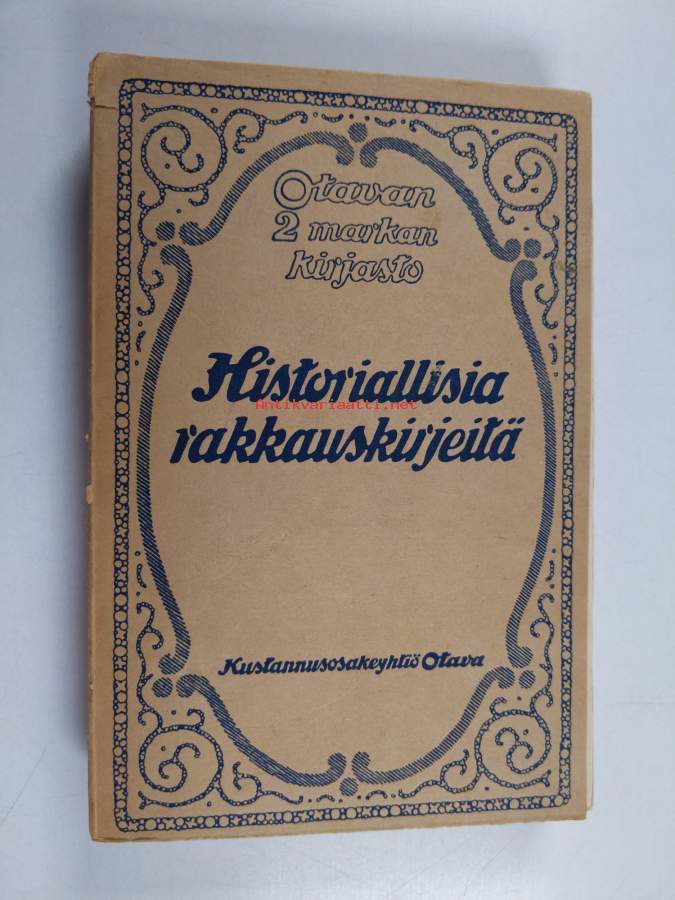 Otavan
2 markan
kirjasto
Historiallisia
Antikvariaatti.net
rakkauskirjeitä
Kustannusosakeyhtiö Otava